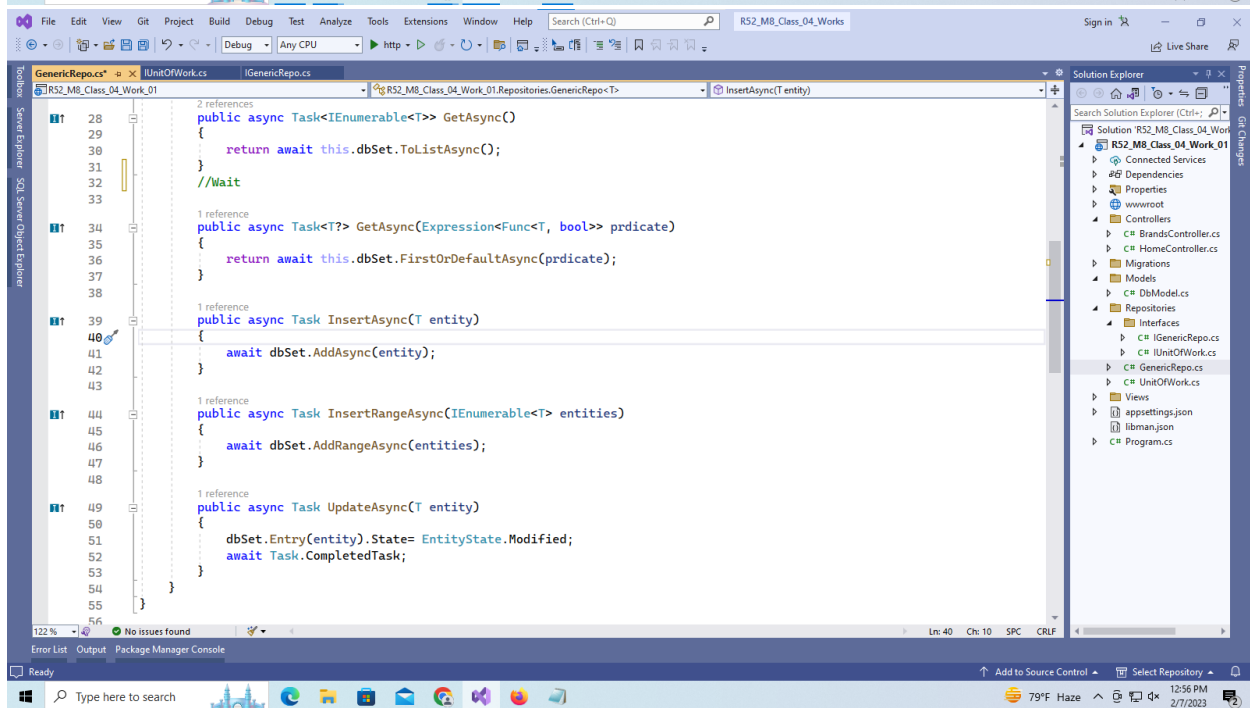 File Edit View Git Project Build Debug Test Analyze Tools Extensions Window Help Search (Ctrl+Q) R52_M8_Class_04_Works Sign in
Debug Any CPU http Live Share
GenericRepo.cs* IUnitOfWork.cs IGenericRepo.cs
R52_M8_Class_04_Work_01 R52_M8_Class_04_Work_01.Repositories.GenericRepo<T> InsertAsync(T entity)
Toolbox
Server Explorer
SQL Server Object Explorer
2 references
28 public async Task<IEnumerable<T>> GetAsync()
29 {
30 return await this.dbSet.ToListAsync();
31 }
32 //Wait
33
1 reference
34 public async Task<T?> GetAsync(Expression<Func<T, bool>> prdicate)
35 {
36 return await this.dbSet.FirstOrDefaultAsync(prdicate);
37 }
38
1 reference
39 public async Task InsertAsync(T entity)
40 {
41 await dbSet.AddAsync(entity);
42 }
43
1 reference
44 public async Task InsertRangeAsync(IEnumerable<T> entities)
45 {
46 await dbSet.AddRangeAsync(entities);
47 }
48
1 reference
49 public async Task UpdateAsync(T entity)
50 {
51 dbSet.Entry(entity).State= EntityState.Modified;
52 await Task.CompletedTask;
53 }
54 }
55 }
56
122 % No issues found Ln: 40 Ch: 10 SPC CRLF
Solution Explorer
Search Solution Explorer (Ctrl+;
Solution 'R52_M8_Class_04_Work
R52_M8_Class_04_Work_01
Connected Services
Dependencies
Properties
wwwroot
Controllers
C# BrandsController.cs
C# HomeController.cs
Migrations
Models
C# DbModel.cs
Repositories
Interfaces
C# IGenericRepo.cs
C# IUnitOfWork.cs
C# GenericRepo.cs
C# UnitOfWork.cs
Views
appsettings.json
libman.json
C# Program.cs
Properties
Git Changes
Error List Output Package Manager Console
Ready Add to Source Control Select Repository
Type here to search 79°F Haze 12:56 PM
2/7/2023
2